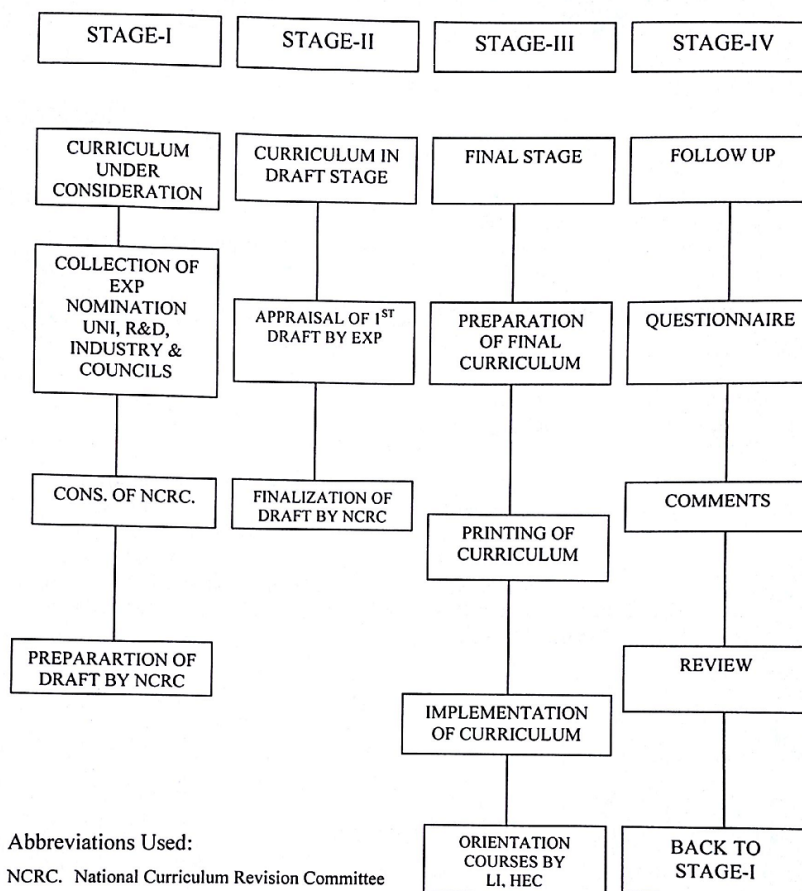 STAGE-I
STAGE-II
STAGE-III
STAGE-IV
CURRICULUM
UNDER
CONSIDERATION
COLLECTION OF
EXP
NOMINATION
UNI, R&D,
INDUSTRY &
COUNCILS
CONS. OF NCRC.
PREPARARTION OF
DRAFT BY NCRC
CURRICULUM IN
DRAFT STAGE
APPRAISAL OF 1ST
DRAFT BY EXP
FINALIZATION OF
DRAFT BY NCRC
FINAL STAGE
PREPARATION
OF FINAL
CURRICULUM
PRINTING OF
CURRICULUM
IMPLEMENTATION
OF CURRICULUM
ORIENTATION
COURSES BY
LI, HEC
FOLLOW UP
QUESTIONNAIRE
COMMENTS
REVIEW
BACK TO
STAGE-I
Abbreviations Used:
NCRC. National Curriculum Revision Committee